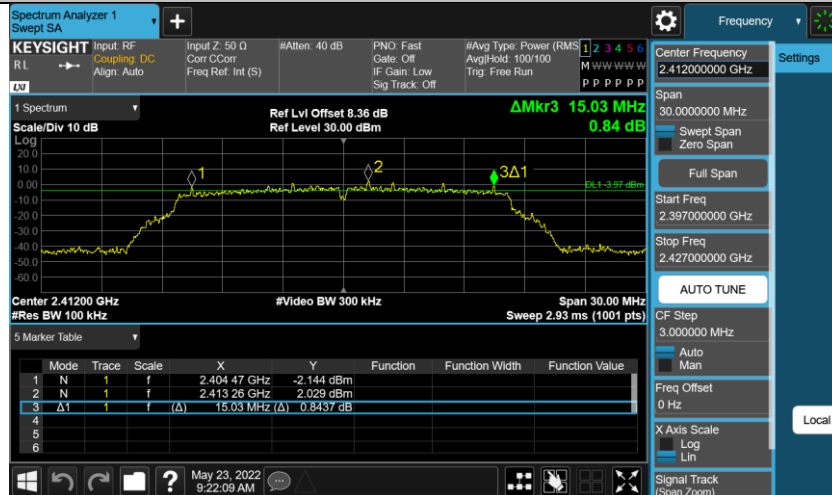 Spectrum Analyzer 1
Swept SA
+
Frequency
KEYSIGHT
RL
LXI
Input: RF
Coupling: DC
Align: Auto
Input Z: 50 Ω
Corr CCorr
Freq Ref: Int (S)
#Atten: 40 dB
PNO: Fast
Gate: Off
IF Gain: Low
Sig Track: Off
#Avg Type: Power (RMS
Avg|Hold: 100/100
Trig: Free Run
1 2 3 4 5 6
M W W W W W
P P P P P P
1 Spectrum
Scale/Div 10 dB
Log
Ref Lvl Offset 8.36 dB
Ref Level 30.00 dBm
ΔMkr3 15.03 MHz
0.84 dB
20.0
10.0
0.00
-10.0
-20.0
-30.0
-40.0
-50.0
-60.0
1
2
3Δ1
DL1 -3.97 dBm
Center 2.41200 GHz
#Res BW 100 kHz
#Video BW 300 kHz
Span 30.00 MHz
Sweep 2.93 ms (1001 pts)
5 Marker Table
Mode Trace Scale X Y Function Function Width Function Value
1 N 1 f 2.404 47 GHz -2.144 dBm
2 N 1 f 2.413 26 GHz 2.029 dBm
3 Δ1 1 f (Δ) 15.03 MHz (Δ) 0.8437 dB
4
5
6
?
May 23, 2022
9:22:09 AM
Center Frequency
2.412000000 GHz
Settings
Span
30.0000000 MHz
Swept Span
Zero Span
Full Span
Start Freq
2.397000000 GHz
Stop Freq
2.427000000 GHz
AUTO TUNE
CF Step
3.000000 MHz
Auto
Man
Freq Offset
0 Hz
Local
X Axis Scale
Log
Lin
Signal Track
(Span Zoom)